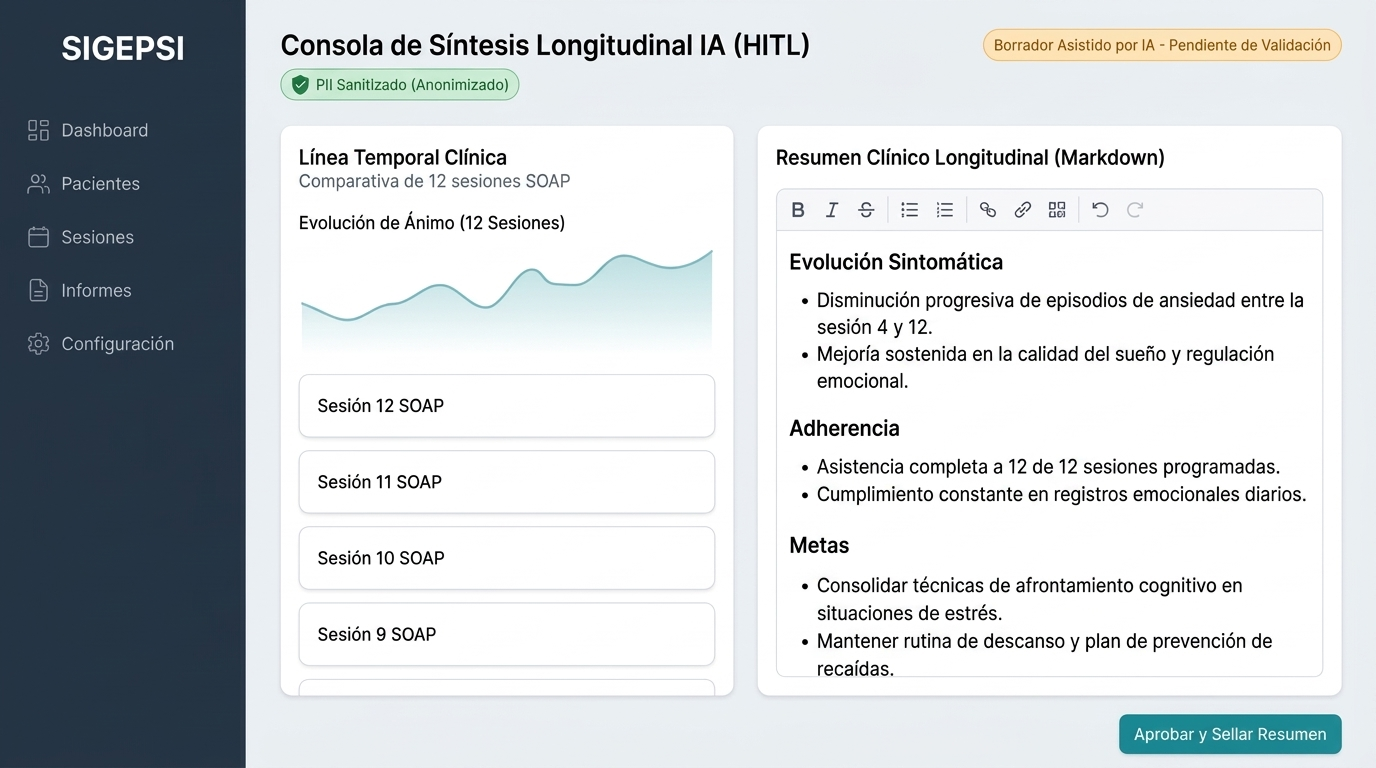 SIGEPSI
Dashboard
Pacientes
Sesiones
Informes
Configuración
Consola de Síntesis Longitudinal IA (HITL)
PII Sanitizado (Anonimizado)
Borrador Asistido por IA - Pendiente de Validación
Línea Temporal Clínica
Comparativa de 12 sesiones SOAP
Evolución de Ánimo (12 Sesiones)
Sesión 12 SOAP
Sesión 11 SOAP
Sesión 10 SOAP
Sesión 9 SOAP
Resumen Clínico Longitudinal (Markdown)
B I S
Evolución Sintomática
• Disminución progresiva de episodios de ansiedad entre la
sesión 4 y 12.
• Mejoría sostenida en la calidad del sueño y regulación
emocional.
Adherencia
• Asistencia completa a 12 de 12 sesiones programadas.
• Cumplimiento constante en registros emocionales diarios.
Metas
• Consolidar técnicas de afrontamiento cognitivo en
situaciones de estrés.
• Mantener rutina de descanso y plan de prevención de
recaídas.
Aprobar y Sellar Resumen